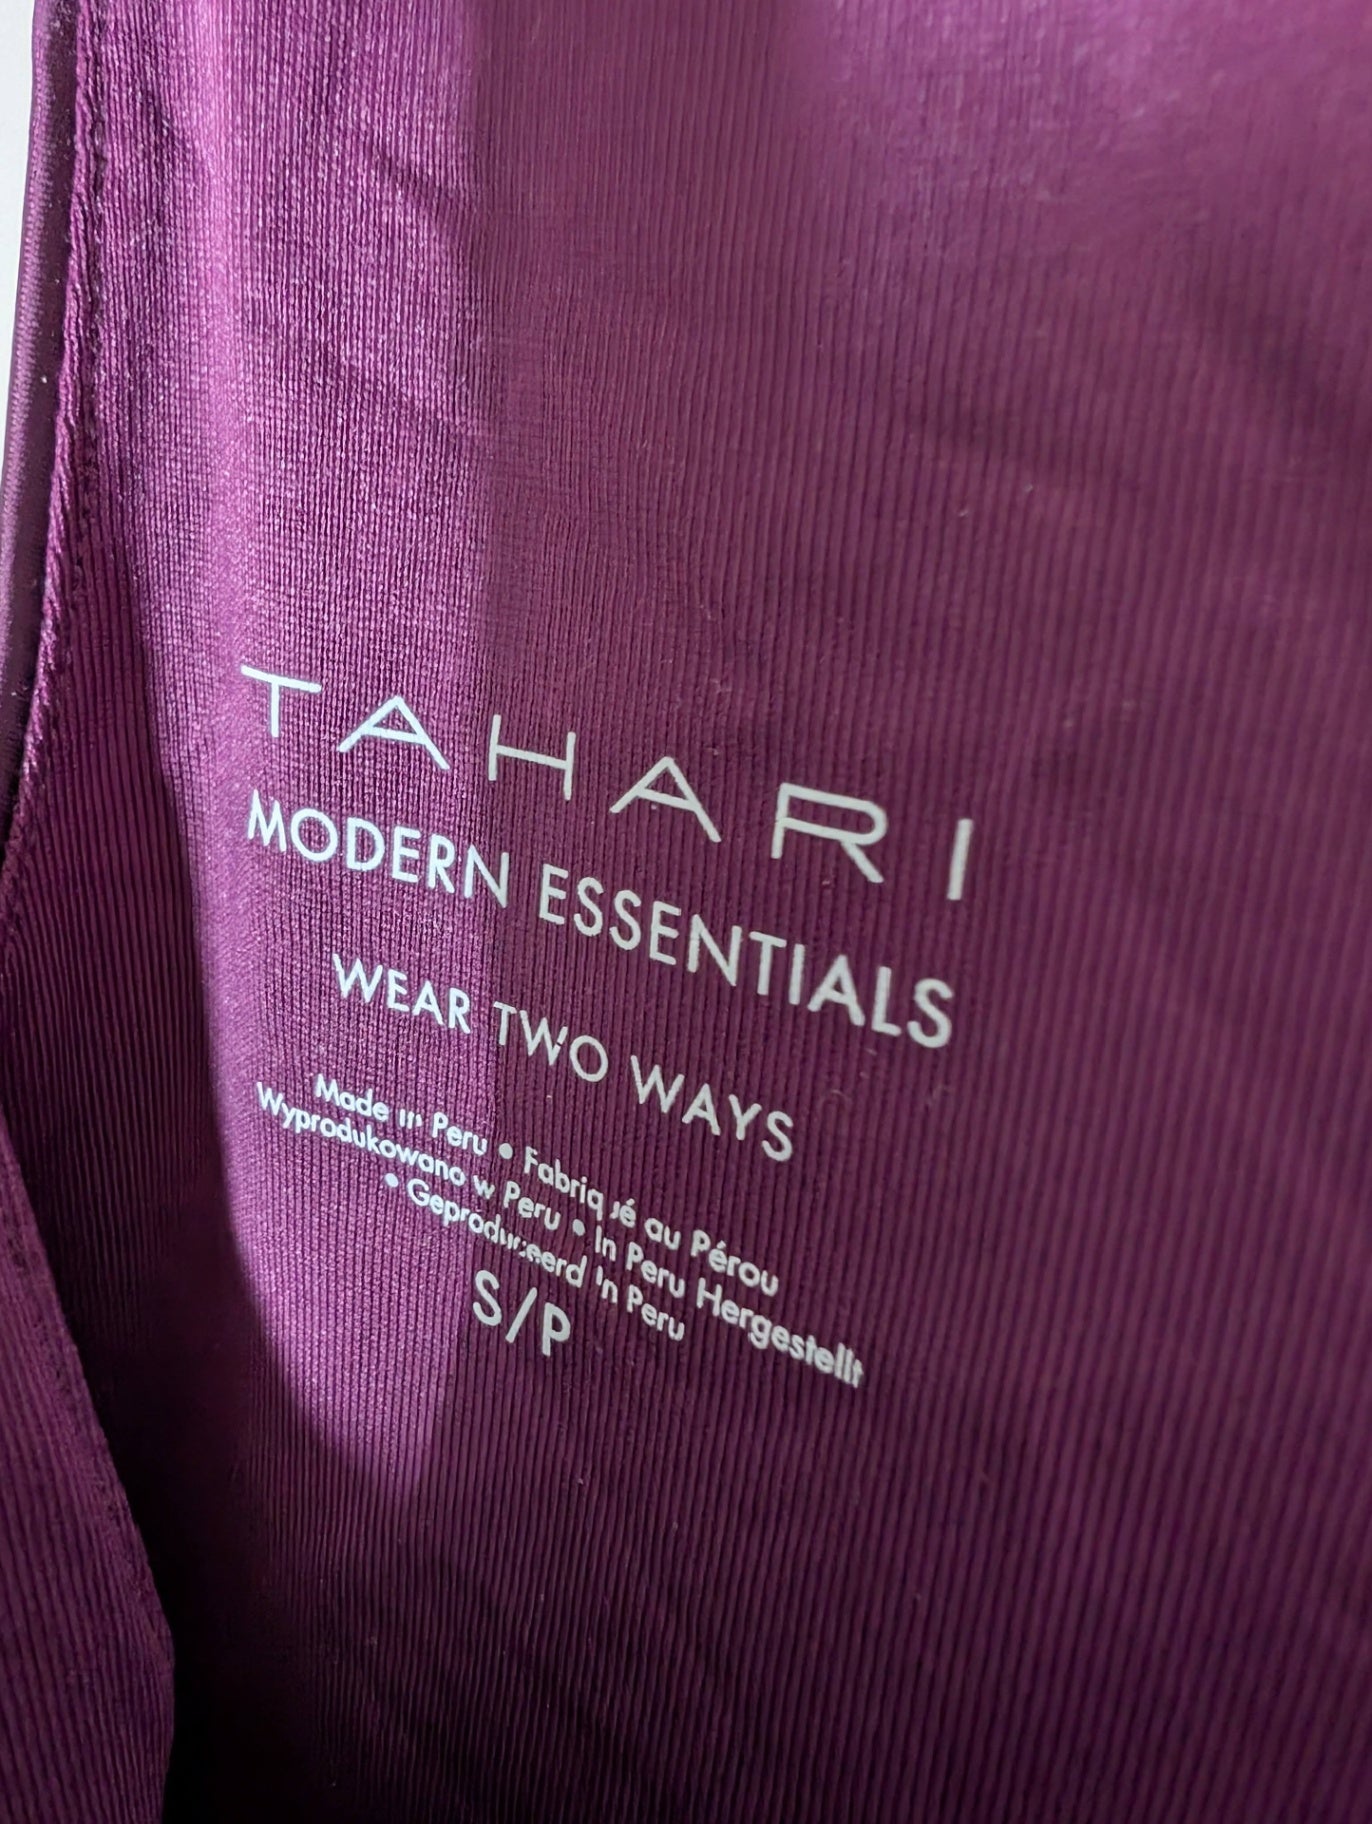 TAHARI
MODERN ESSENTIALS
WEAR TWO WAYS
Made in Peru • Fabriqué au Pérou
Wyprodukowano w Peru • In Peru Hergestellt
• Geproduceerd in Peru
S/P